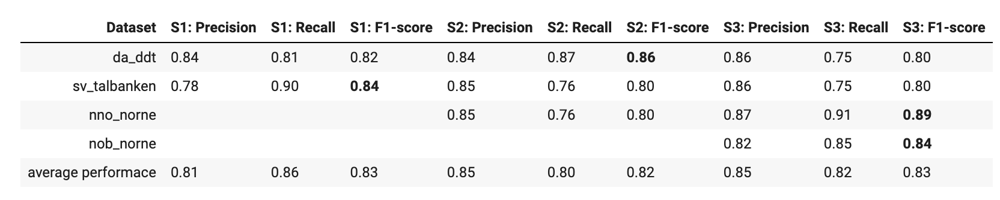 Dataset S1: Precision S1: Recall S1: F1-score S2: Precision S2: Recall S2: F1-score S3: Precision S3: Recall S3: F1-score
da_ddt 0.84 0.81 0.82 0.84 0.87 0.86 0.86 0.75 0.80
sv_talbanken 0.78 0.90 0.84 0.85 0.76 0.80 0.86 0.75 0.80
nno_norne 0.85 0.76 0.80 0.87 0.91 0.89
nob_norne 0.82 0.85 0.84
average performace 0.81 0.86 0.83 0.85 0.80 0.82 0.85 0.82 0.83